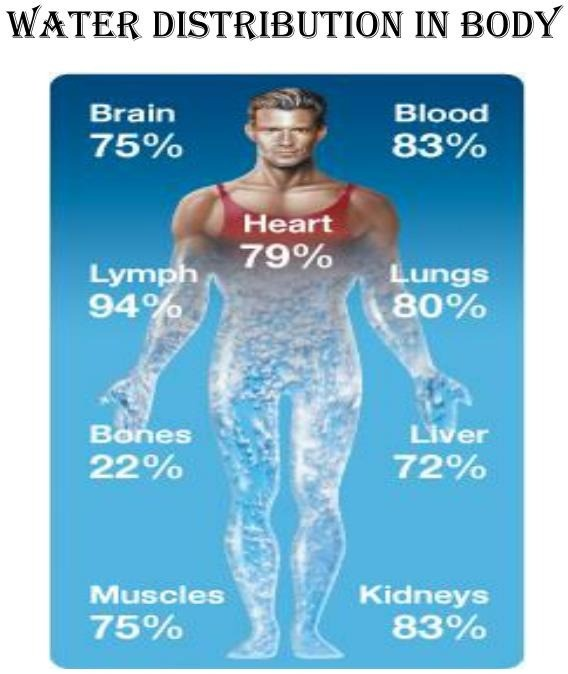 WATER DISTRIBUTION IN BODY
Brain
75%
Blood
83%
Heart
79%
Lymph
94%
Lungs
80%
Bones
22%
Liver
72%
Muscles
75%
Kidneys
83%